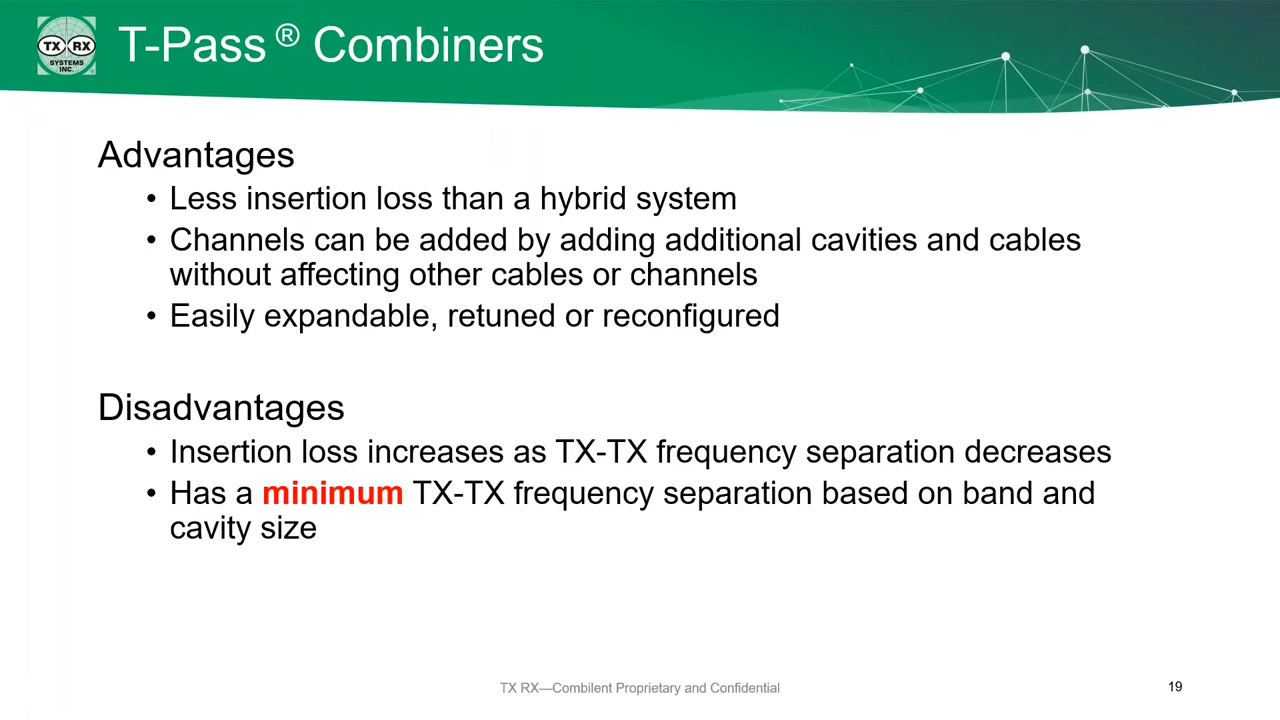 TX RX
SYSTEMS
INC.
T-Pass ® Combiners
Advantages
• Less insertion loss than a hybrid system
• Channels can be added by adding additional cavities and cables
without affecting other cables or channels
• Easily expandable, retuned or reconfigured
Disadvantages
• Insertion loss increases as TX-TX frequency separation decreases
• Has a minimum TX-TX frequency separation based on band and
cavity size
TX RX—Combilent Proprietary and Confidential
19